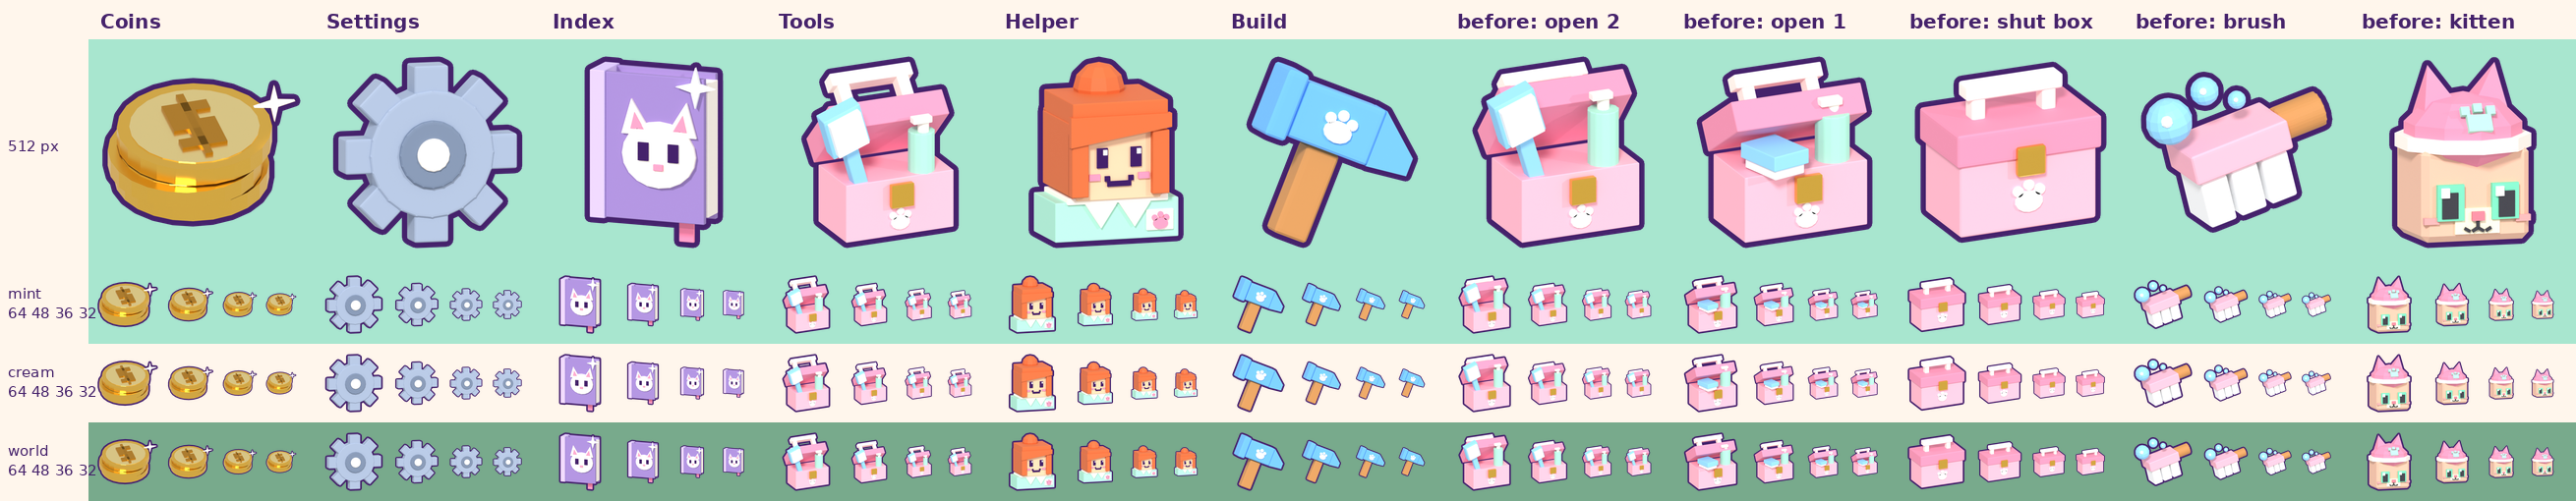 Coins Settings Index Tools Helper Build before: open 2 before: open 1 before: shut box before: brush before: kitten
512 px
mint
64 48 36 32
cream
64 48 36 32
world
64 48 36 32